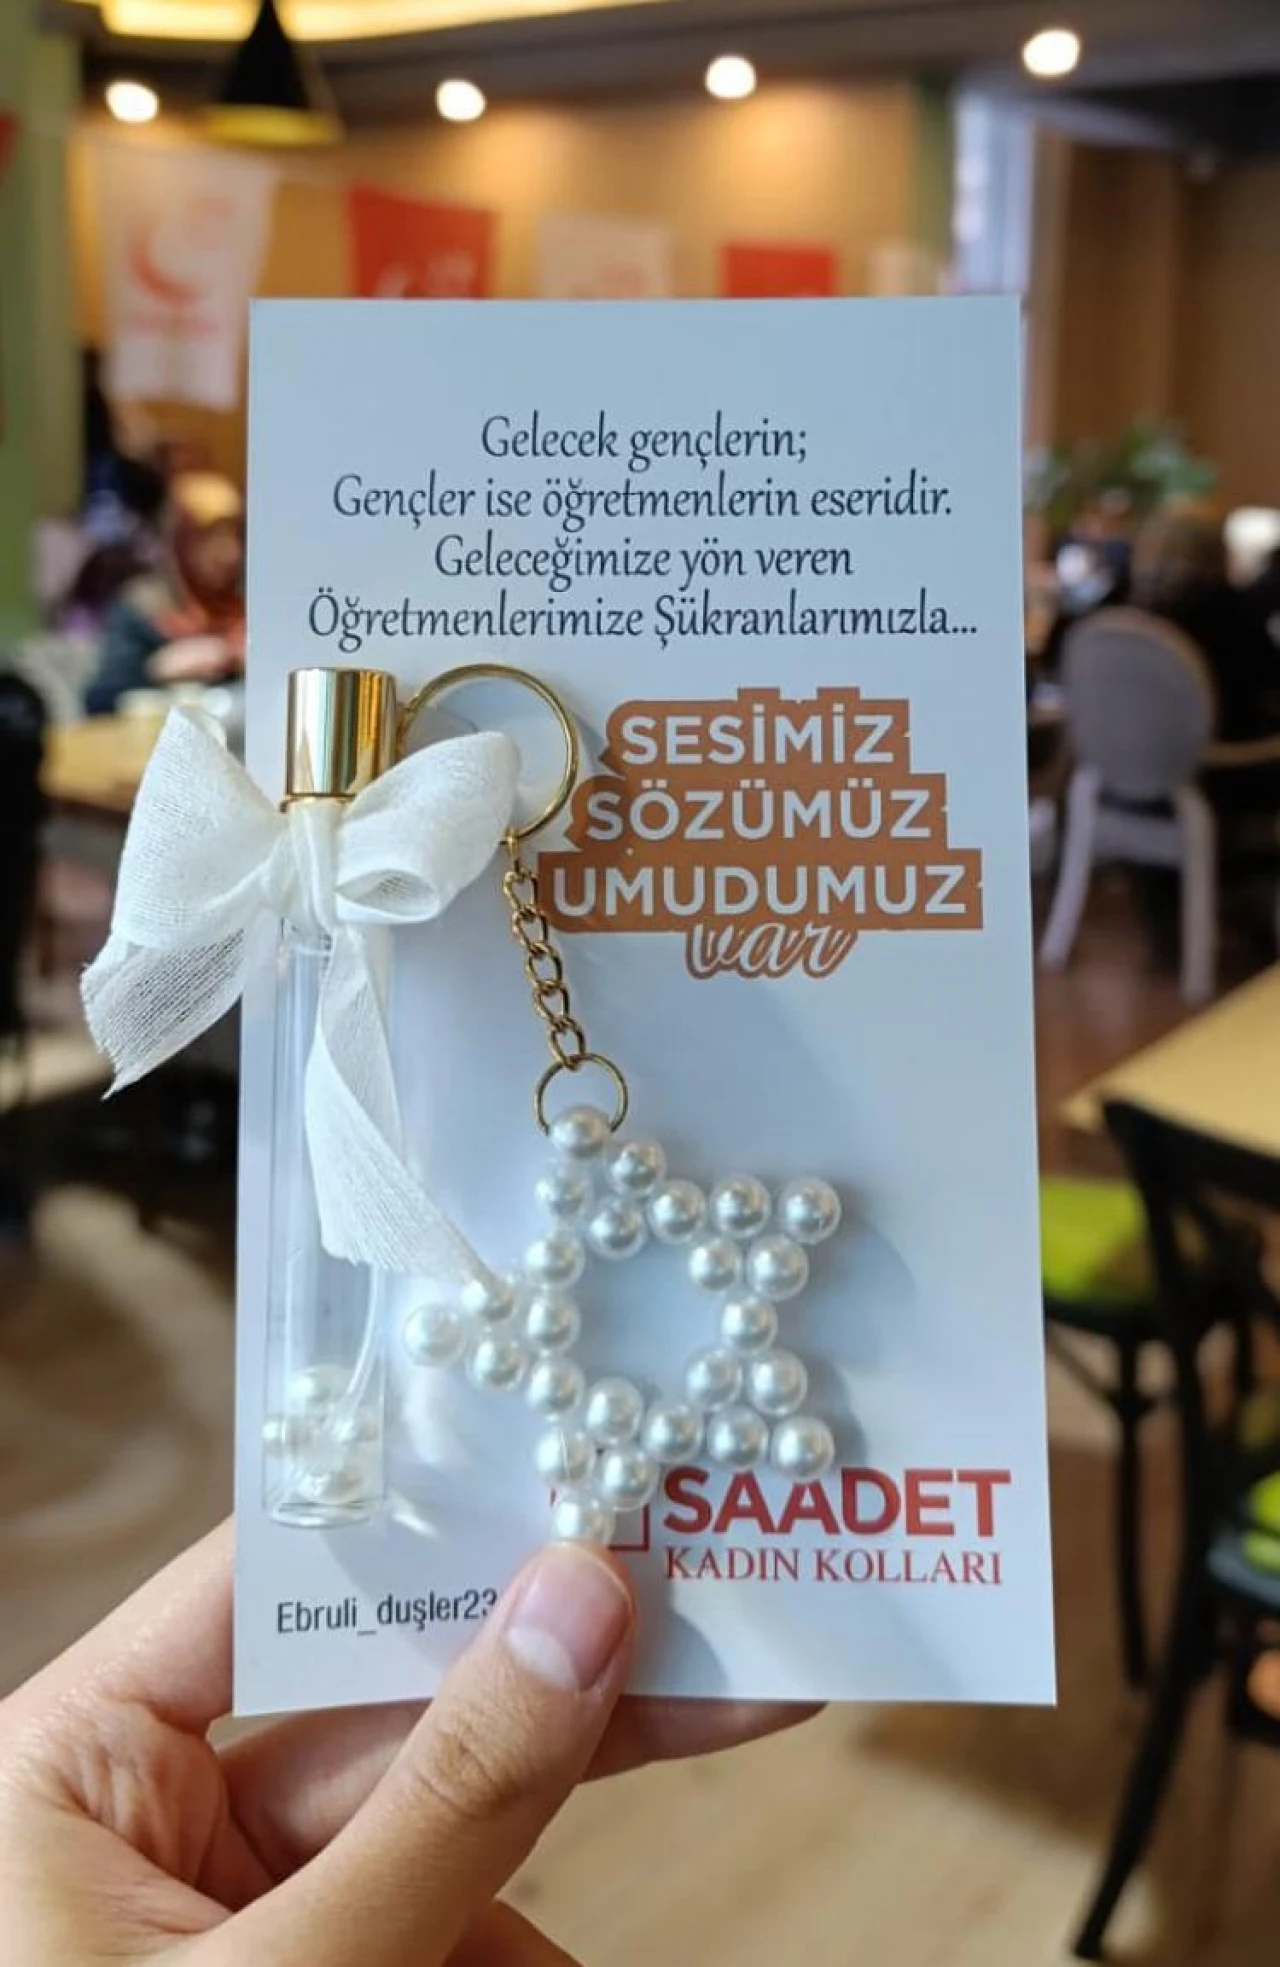 Gelecek gençlerin;
Gençler ise öğretmenlerin eseridir.
Geleceğimize yön veren
Öğretmenlerimize Şükranlarımızla...
SESİMİZ
SÖZÜMÜZ
UMUDUMUZ
var
SAADET
KADIN KOLLARI
Ebruli_duşler23